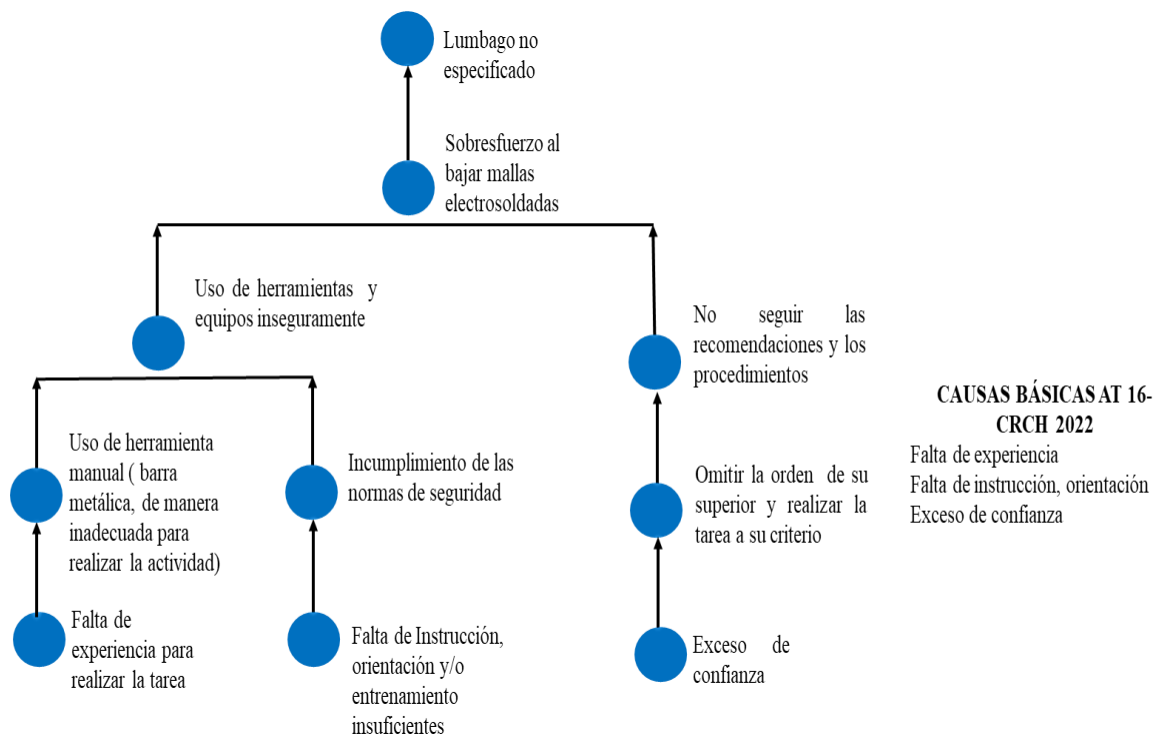 Lumbago no
especificado
Sobresfuerzo al
bajar mallas
electrosoldadas
Uso de herramientas y
equipos inseguramente
No seguir las
recomendaciones y los
procedimientos
Uso de herramienta
manual ( barra
metálica, de manera
inadecuada para
realizar la actividad)
Incumplimiento de las
normas de seguridad
Omitir la orden de su
superior y realizar la
tarea a su criterio
Falta de
experiencia para
realizar la tarea
Falta de Instrucción,
orientación y/o
entrenamiento
insuficientes
Exceso de
confianza
CAUSAS BÁSICAS AT 16-
CRCH 2022
Falta de experiencia
Falta de instrucción, orientación
Exceso de confianza